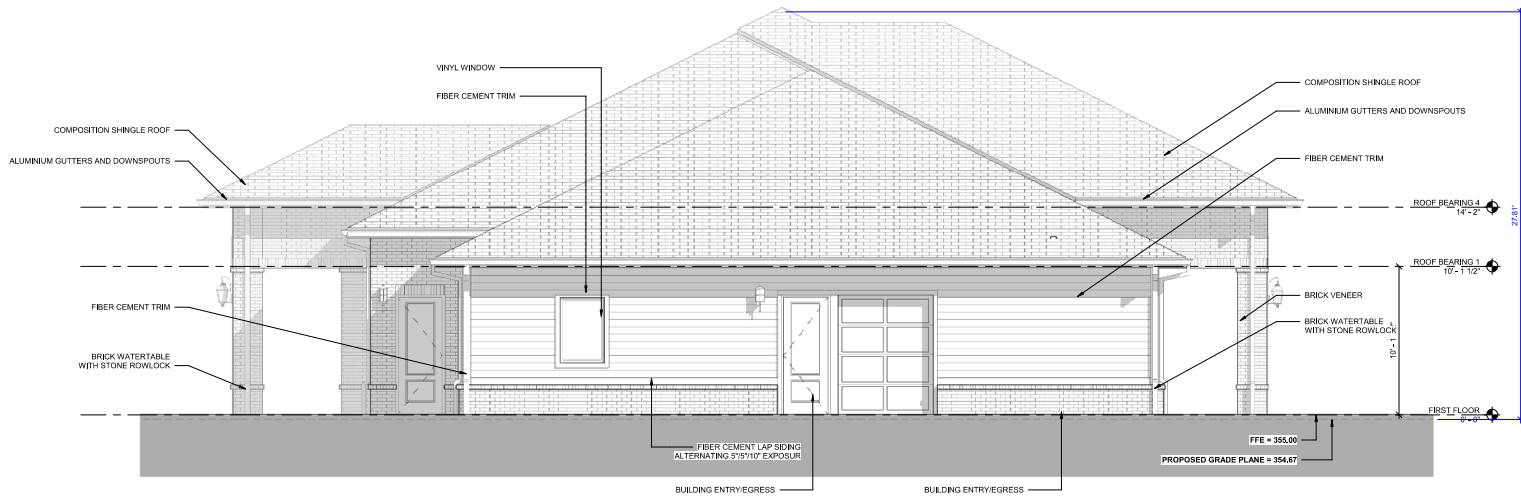 VINYL WINDOW
FIBER CEMENT TRIM
COMPOSITION SHINGLE ROOF
ALUMINIUM GUTTERS AND DOWNSPOUTS
FIBER CEMENT TRIM
BRICK WATERTABLE
WITH STONE ROWLOCK
COMPOSITION SHINGLE ROOF
ALUMINIUM GUTTERS AND DOWNSPOUTS
FIBER CEMENT TRIM
ROOF BEARING 4
14' - 2"
27.81'
ROOF BEARING 1
10' - 1 1/2"
BRICK VENEER
BRICK WATERTABLE
WITH STONE ROWLOCK
10' - 1"
FIRST FLOOR
0' - 0"
FFE = 355.00
PROPOSED GRADE PLANE = 354.67
FIBER CEMENT LAP SIDING
ALTERNATING 5"/5"/10" EXPOSUR
BUILDING ENTRY/EGRESS
BUILDING ENTRY/EGRESS